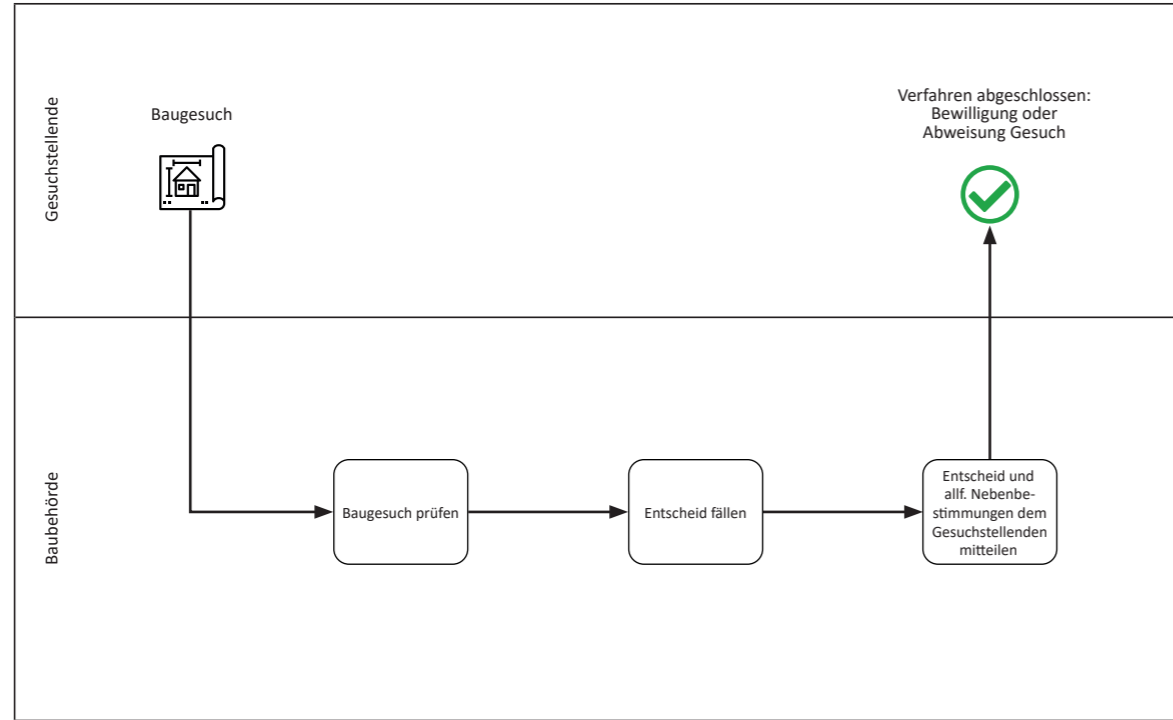 Gesuchstellende
Baugesuch
Verfahren abgeschlossen:
Bewilligung oder
Abweisung Gesuch
Baubehörde
Baugesuch prüfen
Entscheid fällen
Entscheid und
allf. Nebenbe-
stimmungen dem
Gesuchstellenden
mitteilen